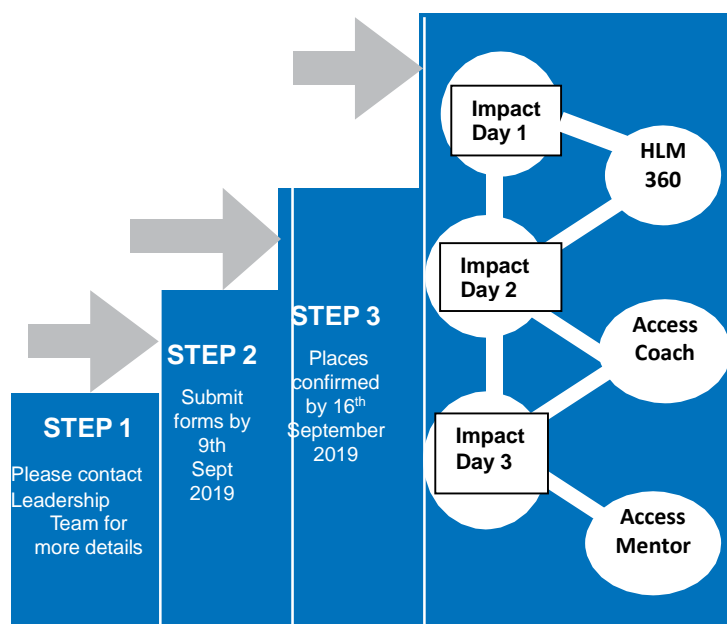 STEP 1
Please contact
Leadership
Team for
more details
STEP 2
Submit
forms by
9th
Sept
2019
STEP 3
Places
confirmed
by 16th
September
2019
Impact
Day 1
HLM
360
Impact
Day 2
Access
Coach
Impact
Day 3
Access
Mentor